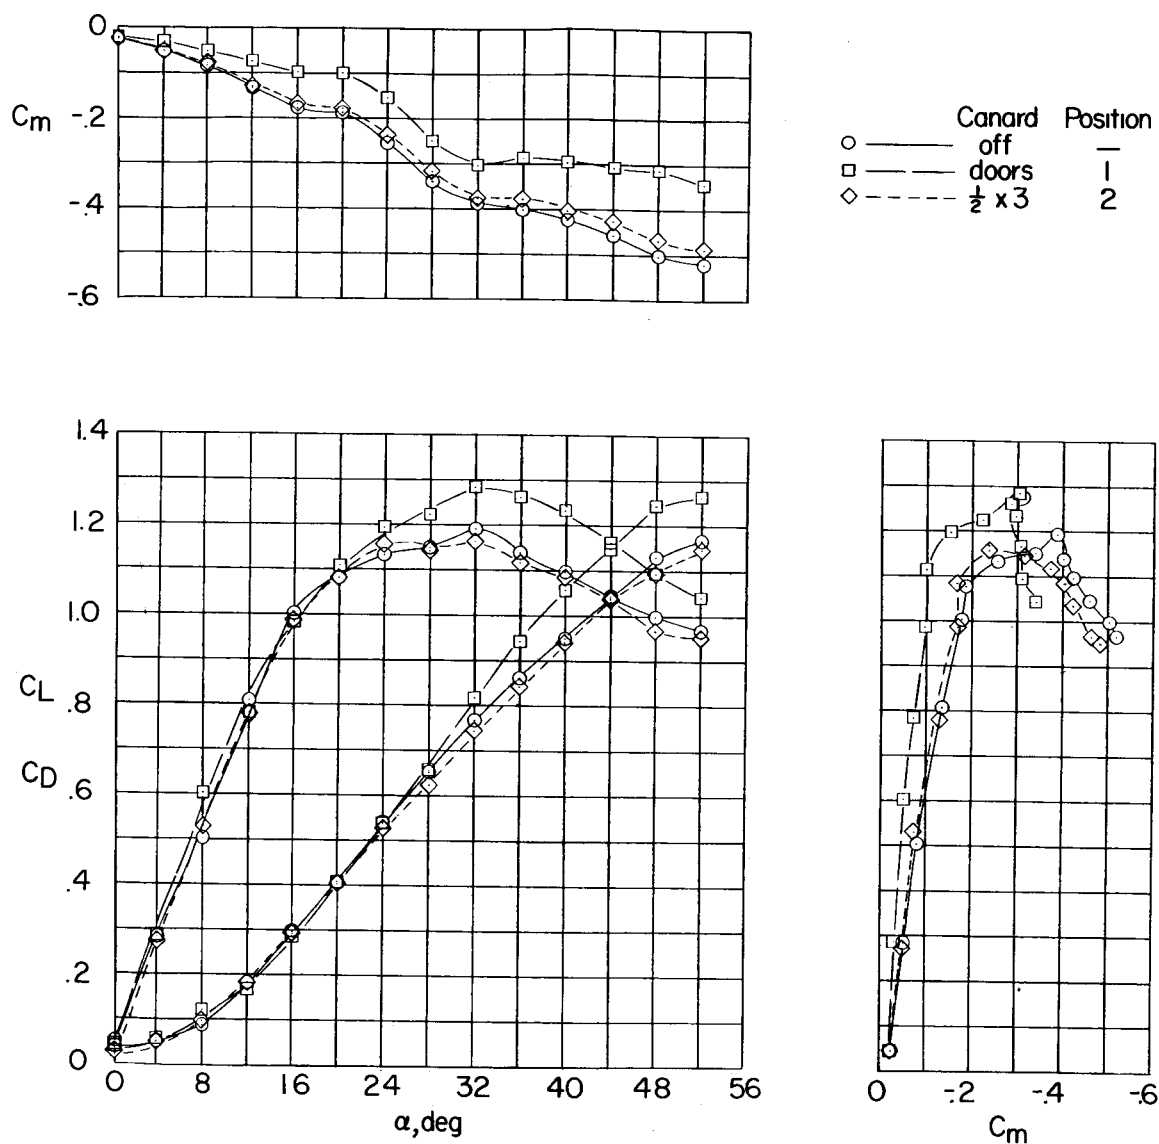 0
-.2
-.4
-.6
Cm
Canard Position
off —
doors 1
½ x 3 2
1.4
1.2
1.0
.8
.6
.4
.2
0
CL
CD
0 8 16 24 32 40 48 56
α, deg
0 -.2 -.4 -.6
Cm